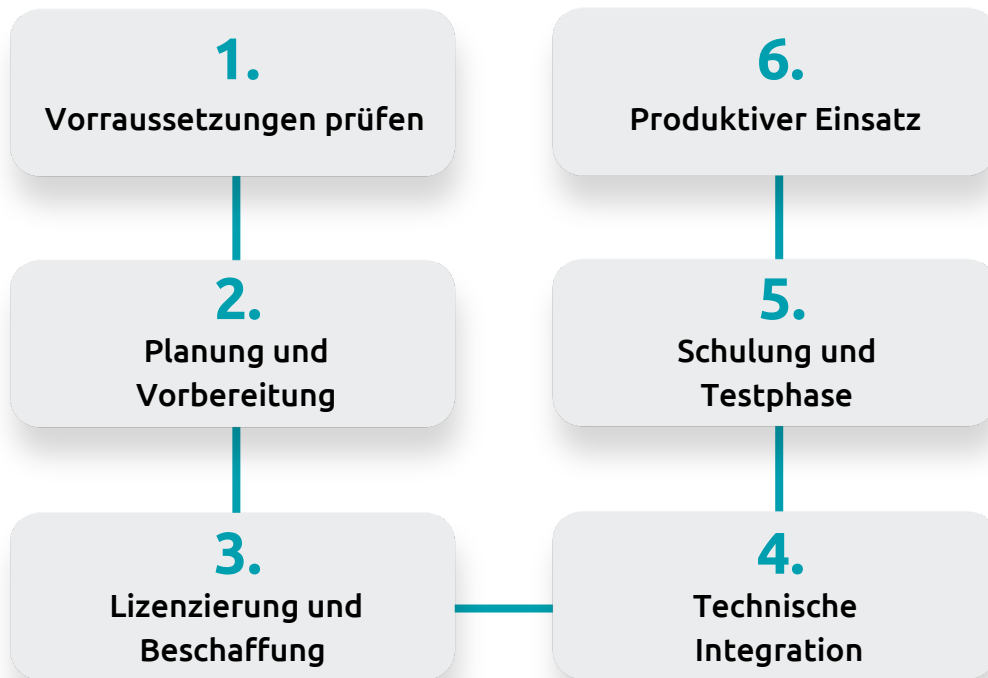 1.
Vorraussetzungen prüfen
2.
Planung und
Vorbereitung
3.
Lizenzierung und
Beschaffung
4.
Technische
Integration
5.
Schulung und
Testphase
6.
Produktiver Einsatz